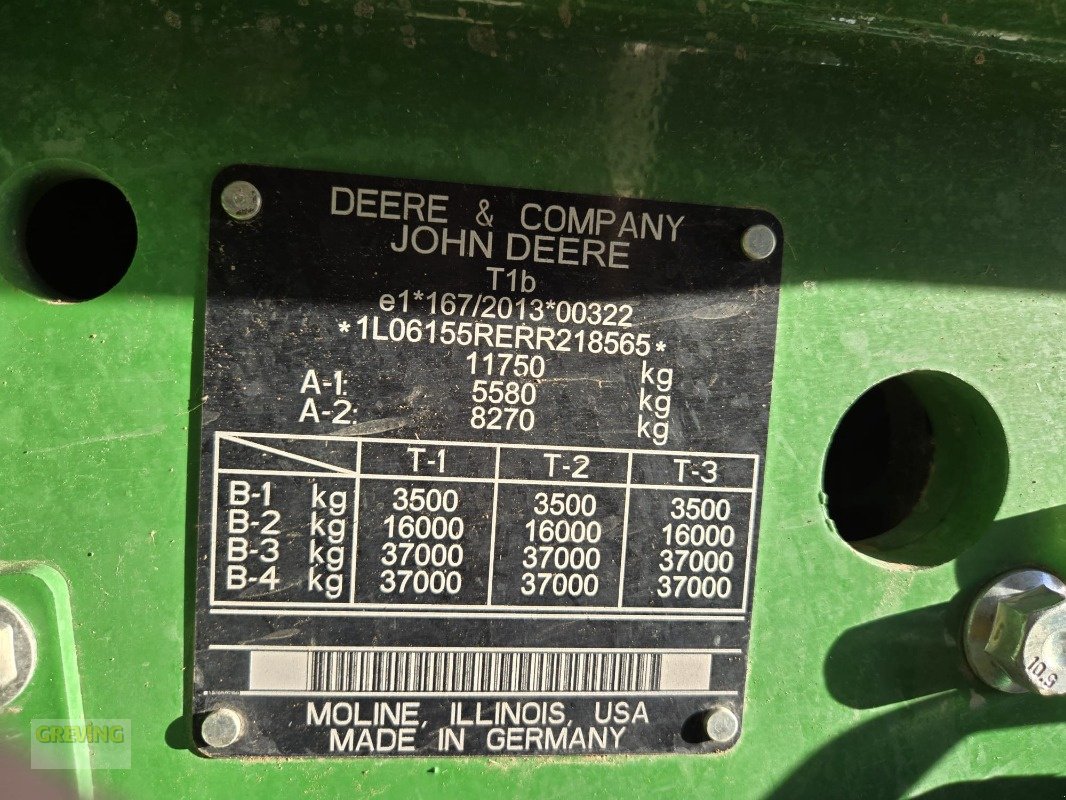 DEERE & COMPANY
JOHN DEERE
T1b
e1*167/2013*00322
*1L06155RERR218565*
11750 kg
A-1: 5580 kg
A-2: 8270 kg
T-1 T-2 T-3
B-1 kg 3500 3500 3500
B-2 kg 16000 16000 16000
B-3 kg 37000 37000 37000
B-4 kg 37000 37000 37000
MOLINE, ILLINOIS, USA
MADE IN GERMANY
GREVING
10.9